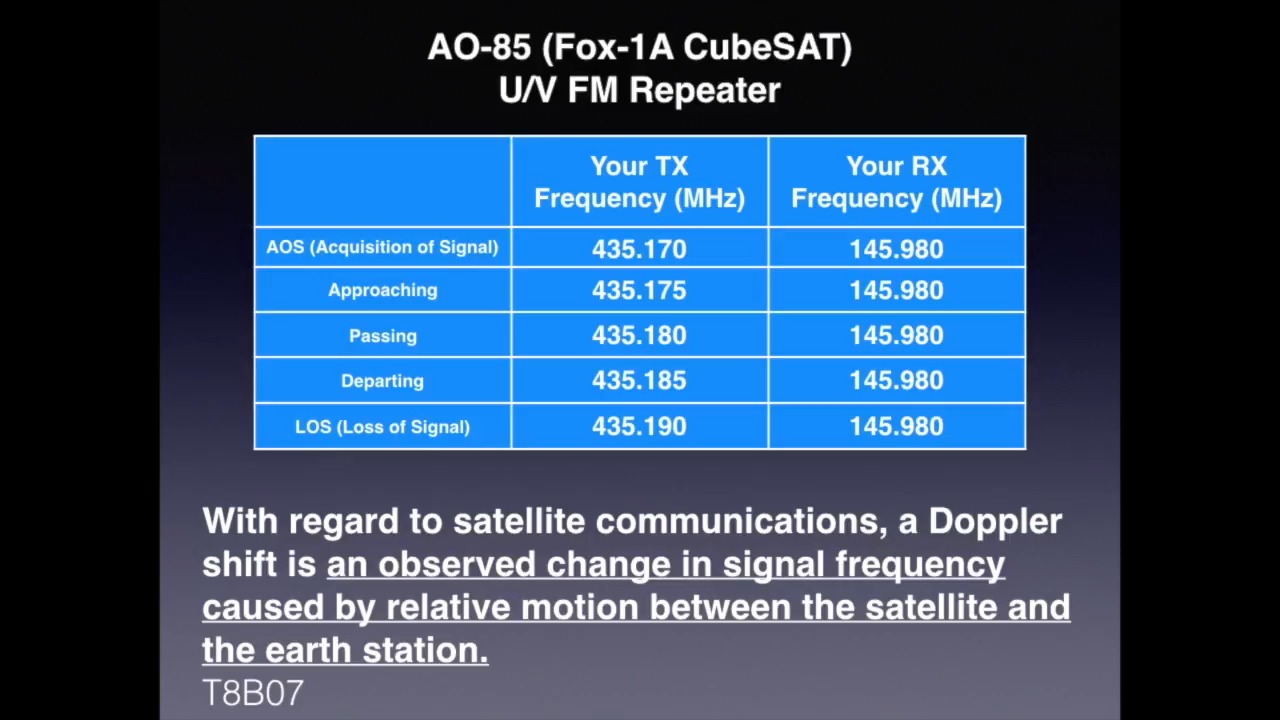 AO-85 (Fox-1A CubeSAT)
U/V FM Repeater
Your TX Frequency (MHz) Your RX Frequency (MHz)
AOS (Acquisition of Signal) 435.170 145.980
Approaching 435.175 145.980
Passing 435.180 145.980
Departing 435.185 145.980
LOS (Loss of Signal) 435.190 145.980
With regard to satellite communications, a Doppler
shift is an observed change in signal frequency
caused by relative motion between the satellite and
the earth station.
T8B07